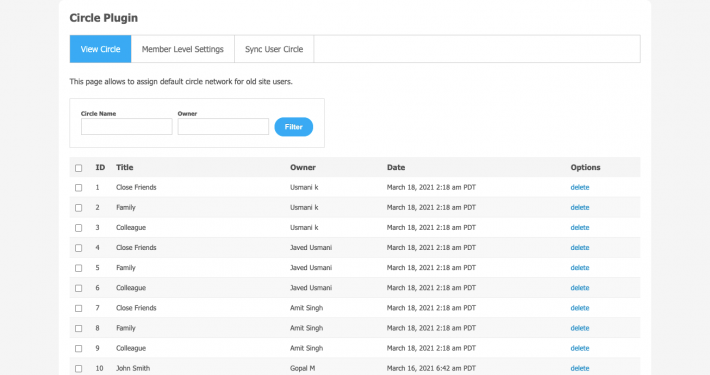 Circle Plugin
View Circle Member Level Settings Sync User Circle
This page allows to assign default circle network for old site users.
Circle Name Owner
Filter
ID Title Owner Date Options
1 Close Friends Usmani k March 18, 2021 2:18 am PDT delete
2 Family Usmani k March 18, 2021 2:18 am PDT delete
3 Colleague Usmani k March 18, 2021 2:18 am PDT delete
4 Close Friends Javed Usmani March 18, 2021 2:18 am PDT delete
5 Family Javed Usmani March 18, 2021 2:18 am PDT delete
6 Colleague Javed Usmani March 18, 2021 2:18 am PDT delete
7 Close Friends Amit Singh March 18, 2021 2:18 am PDT delete
8 Family Amit Singh March 18, 2021 2:18 am PDT delete
9 Colleague Amit Singh March 18, 2021 2:18 am PDT delete
10 John Smith Gopal M March 16, 2021 6:42 am PDT delete